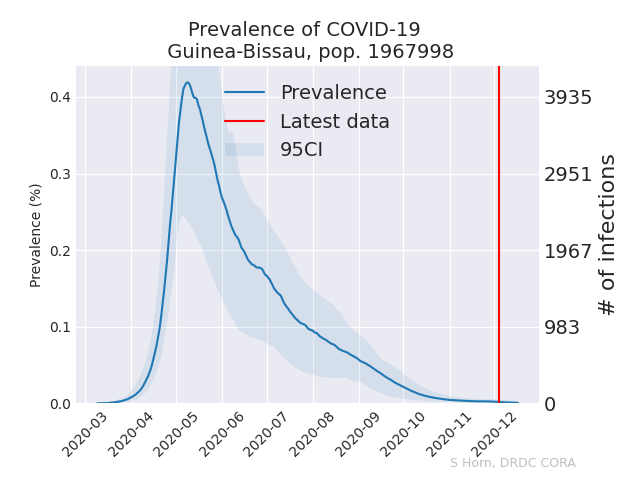 Prevalence of COVID-19
Guinea-Bissau, pop. 1967998
Prevalence
Latest data
95CI
Prevalence (%)
0.4
0.3
0.2
0.1
0.0
3935
2951
1967
983
0
# of infections
2020-03
2020-04
2020-05
2020-06
2020-07
2020-08
2020-09
2020-10
2020-11
2020-12
S Horn, DRDC CORA